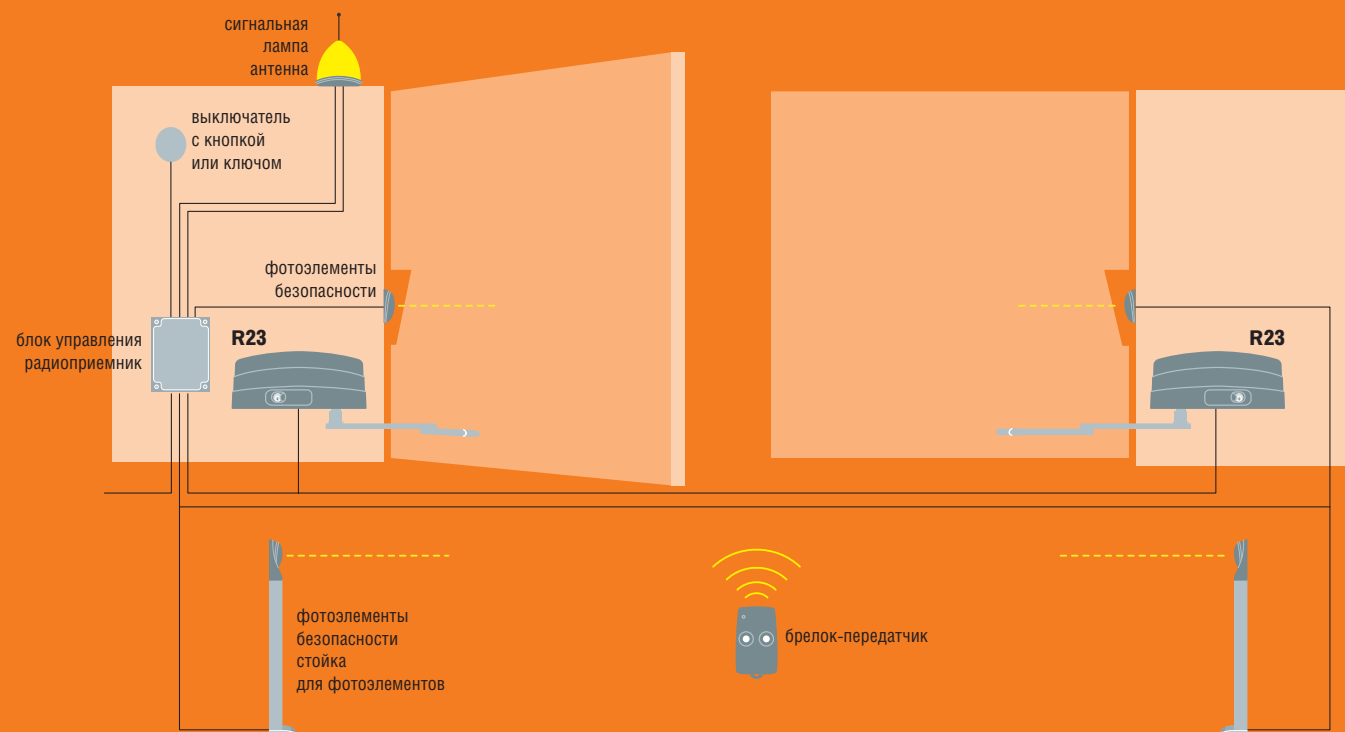 сигнальная
лампа
антенна
выключатель
с кнопкой
или ключом
фотоэлементы
безопасности
блок управления
радиоприемник
R23
R23
фотоэлементы
безопасности
стойка
для фотоэлементов
брелок-передатчик